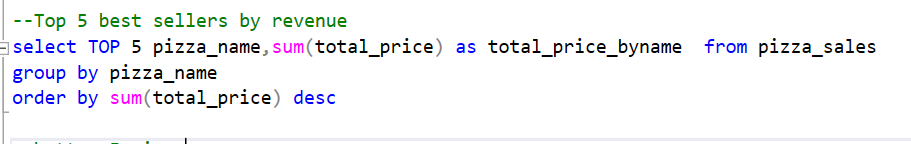 --Top 5 best sellers by revenue
select TOP 5 pizza_name,sum(total_price) as total_price_byname  from pizza_sales
group by pizza_name
order by sum(total_price) desc